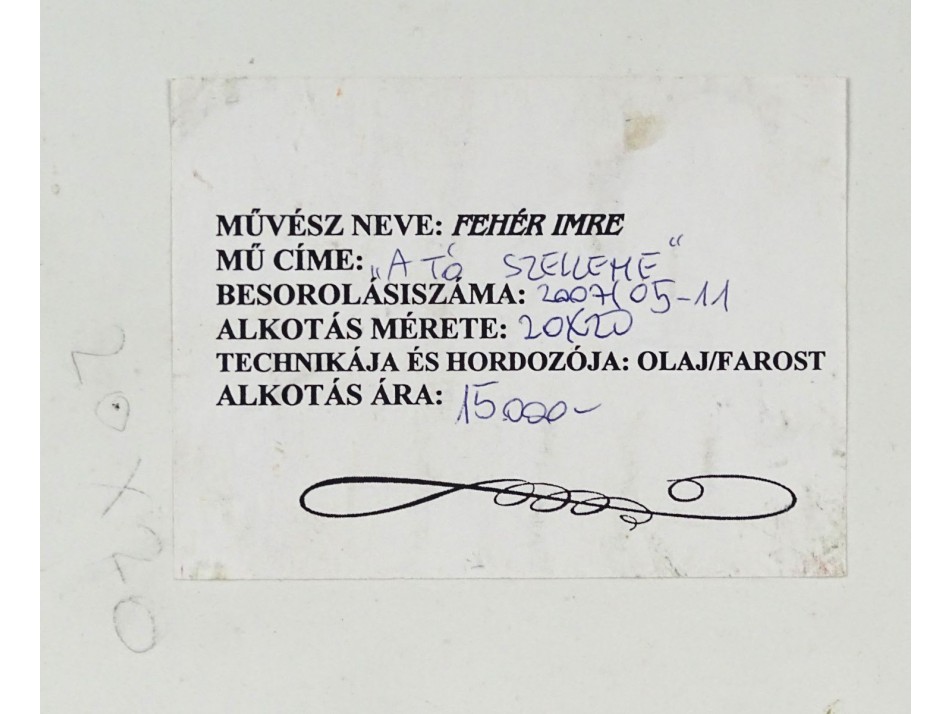 MŰVÉSZ NEVE: FEHÉR IMRE
MŰ CÍME: „A TÓ SZELLEME"
BESOROLÁSISZÁMA: 2007/05-11
ALKOTÁS MÉRETE: 20X20
TECHNIKÁJA ÉS HORDOZÓJA: OLAJ/FAROST
ALKOTÁS ÁRA: 15.000-
20X20